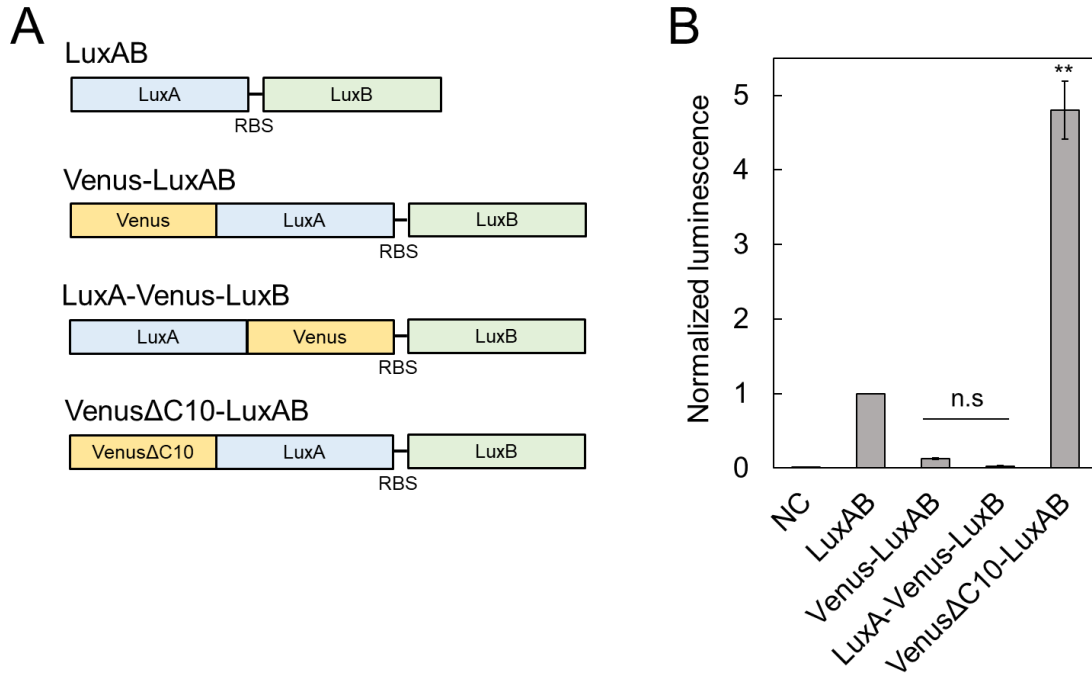 A
LuxAB
LuxA
LuxB
RBS
Venus-LuxAB
Venus
LuxA
LuxB
RBS
LuxA-Venus-LuxB
LuxA
Venus
LuxB
RBS
VenusΔC10-LuxAB
VenusΔC10
LuxA
LuxB
RBS
B
Normalized luminescence
5
4
3
2
1
0
**
n.s
NC
LuxAB
Venus-LuxAB
LuxA-Venus-LuxB
VenusΔC10-LuxAB